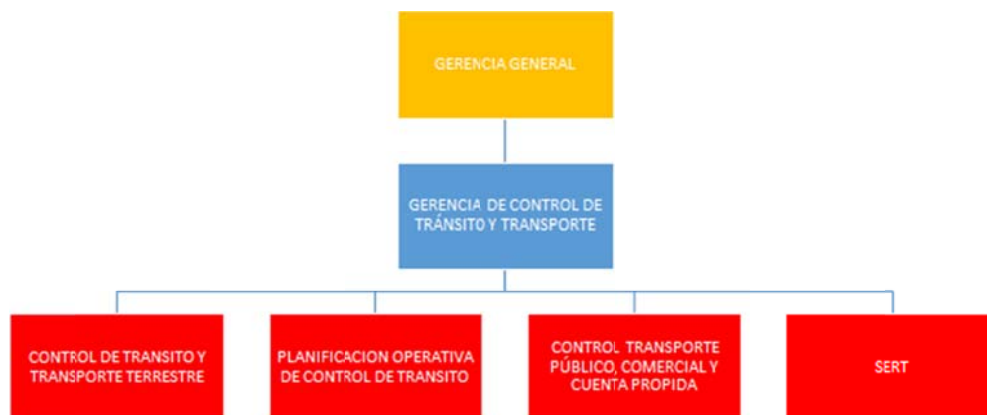 GERENCIA GENERAL
GERENCIA DE CONTROL DE
TRÁNSITO Y TRANSPORTE
CONTROL DE TRANSITO Y
TRANSPORTE TERRESTRE
PLANIFICACION OPERATIVA
DE CONTROL DE TRANSITO
CONTROL TRANSPORTE
PÚBLICO, COMERCIAL Y
CUENTA PROPIDA
SERT